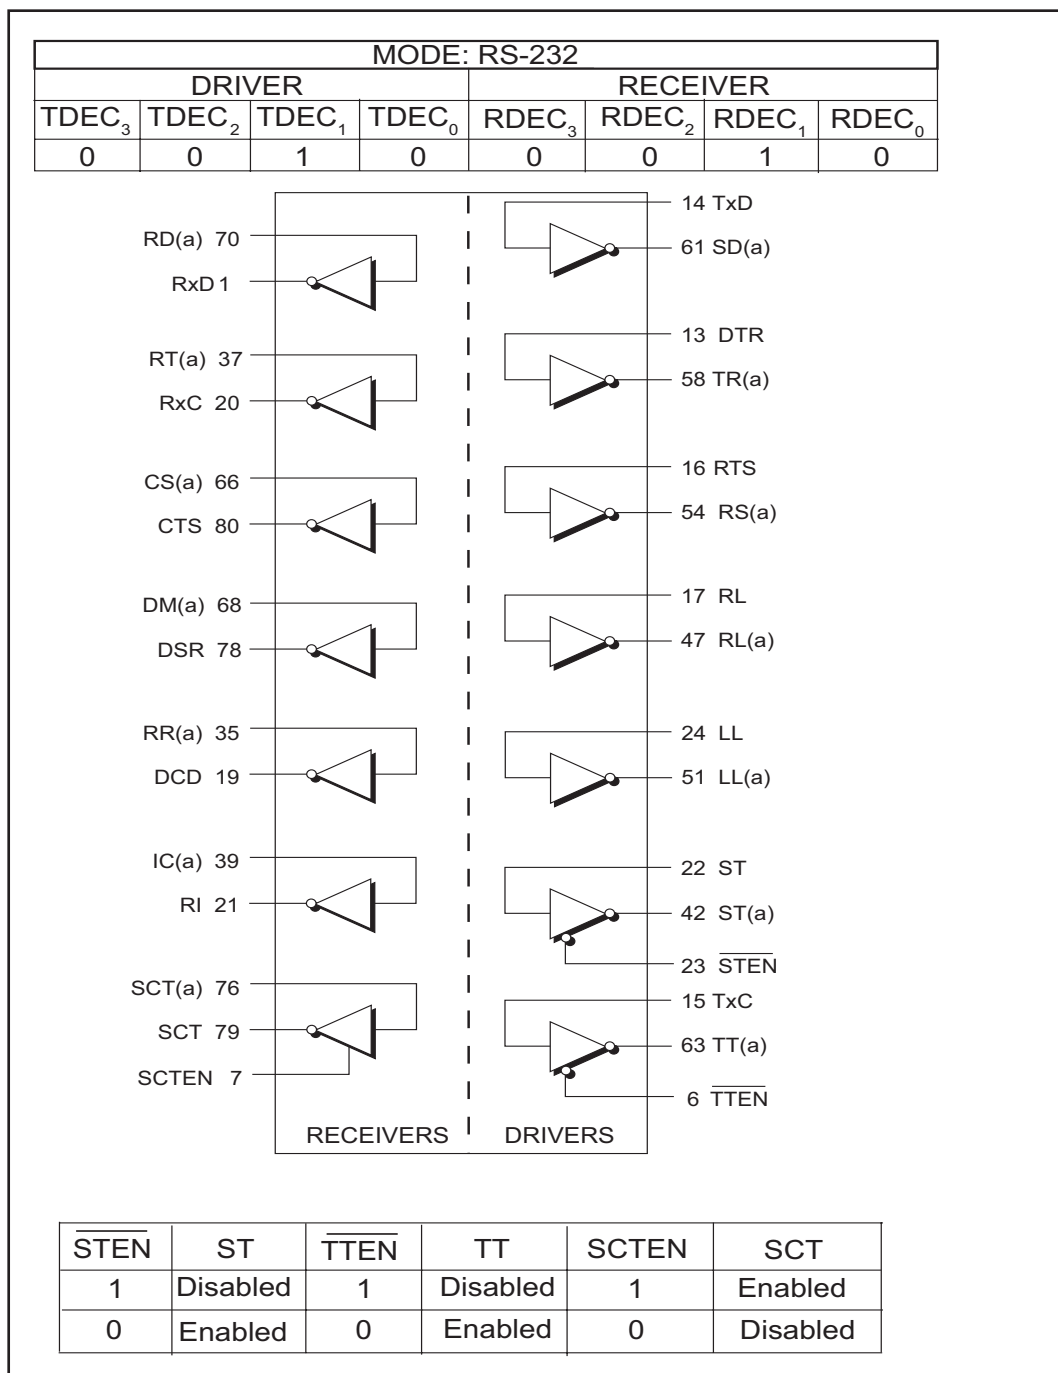 MODE: RS-232
DRIVER RECEIVER
TDEC3 TDEC2 TDEC1 TDEC0 RDEC3 RDEC2 RDEC1 RDEC0
0 0 1 0 0 0 1 0
RD(a) 70
RxD 1
RT(a) 37
RxC 20
CS(a) 66
CTS 80
DM(a) 68
DSR 78
RR(a) 35
DCD 19
IC(a) 39
RI 21
SCT(a) 76
SCT 79
SCTEN 7
RECEIVERS
14 TxD
61 SD(a)
13 DTR
58 TR(a)
16 RTS
54 RS(a)
17 RL
47 RL(a)
24 LL
51 LL(a)
22 ST
42 ST(a)
23 S̅T̅E̅N̅
15 TxC
63 TT(a)
6 T̅T̅E̅N̅
DRIVERS
S̅T̅E̅N̅ ST T̅T̅E̅N̅ TT SCTEN SCT
1 Disabled 1 Disabled 1 Enabled
0 Enabled 0 Enabled 0 Disabled